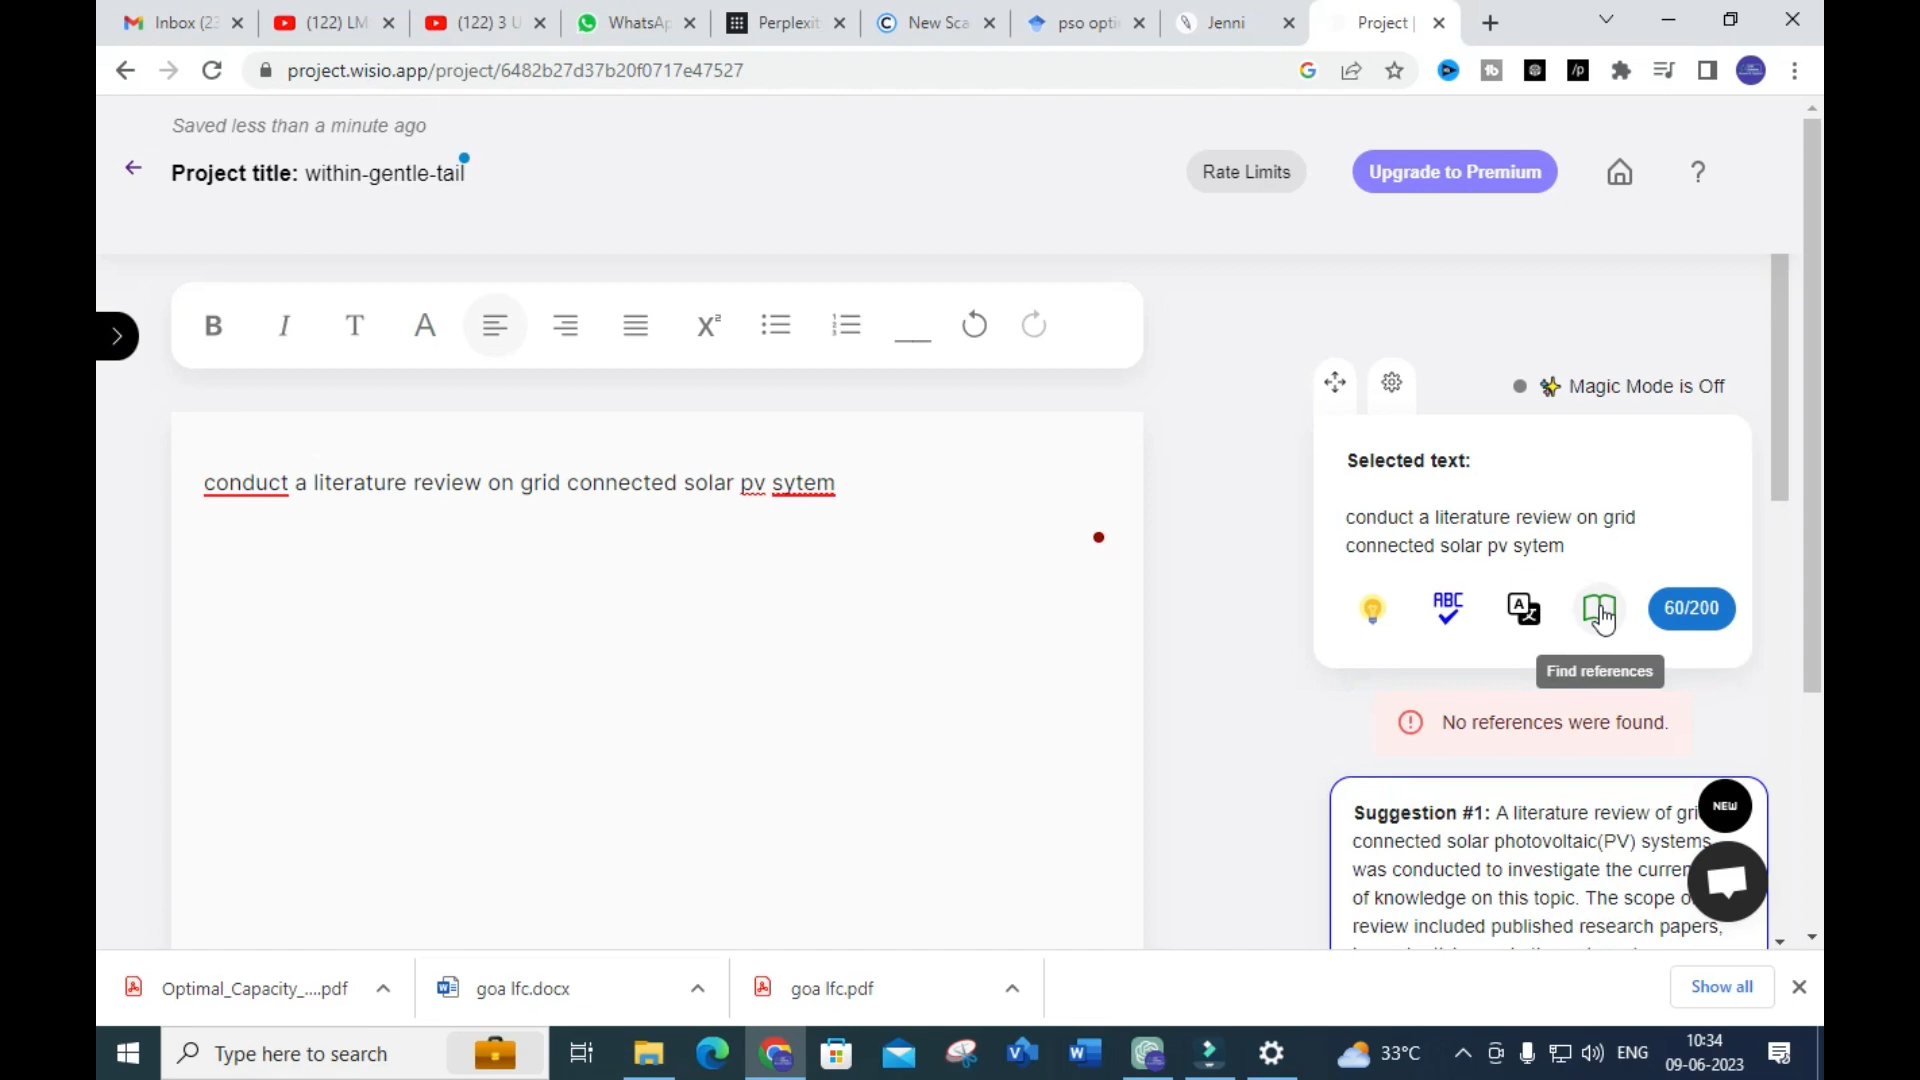 Inbox (23
(122) LM
(122) 3 U
WhatsAp
Perplexit
New Sca
pso opti
Jenni
Project |
project.wisio.app/project/6482b27d37b20f0717e47527
Saved less than a minute ago
Project title: within-gentle-tail
Rate Limits
Upgrade to Premium
?
B I T A X²
Magic Mode is Off
Selected text:
conduct a literature review on grid connected solar pv sytem
conduct a literature review on grid
connected solar pv sytem
ABC
60/200
Find references
No references were found.
NEW
Suggestion #1: A literature review of gri
connected solar photovoltaic(PV) systems
was conducted to investigate the curren
of knowledge on this topic. The scope o
review included published research papers,
Optimal_Capacity_....pdf
goa lfc.docx
goa lfc.pdf
Show all
Type here to search
33°C
ENG
10:34
09-06-2023